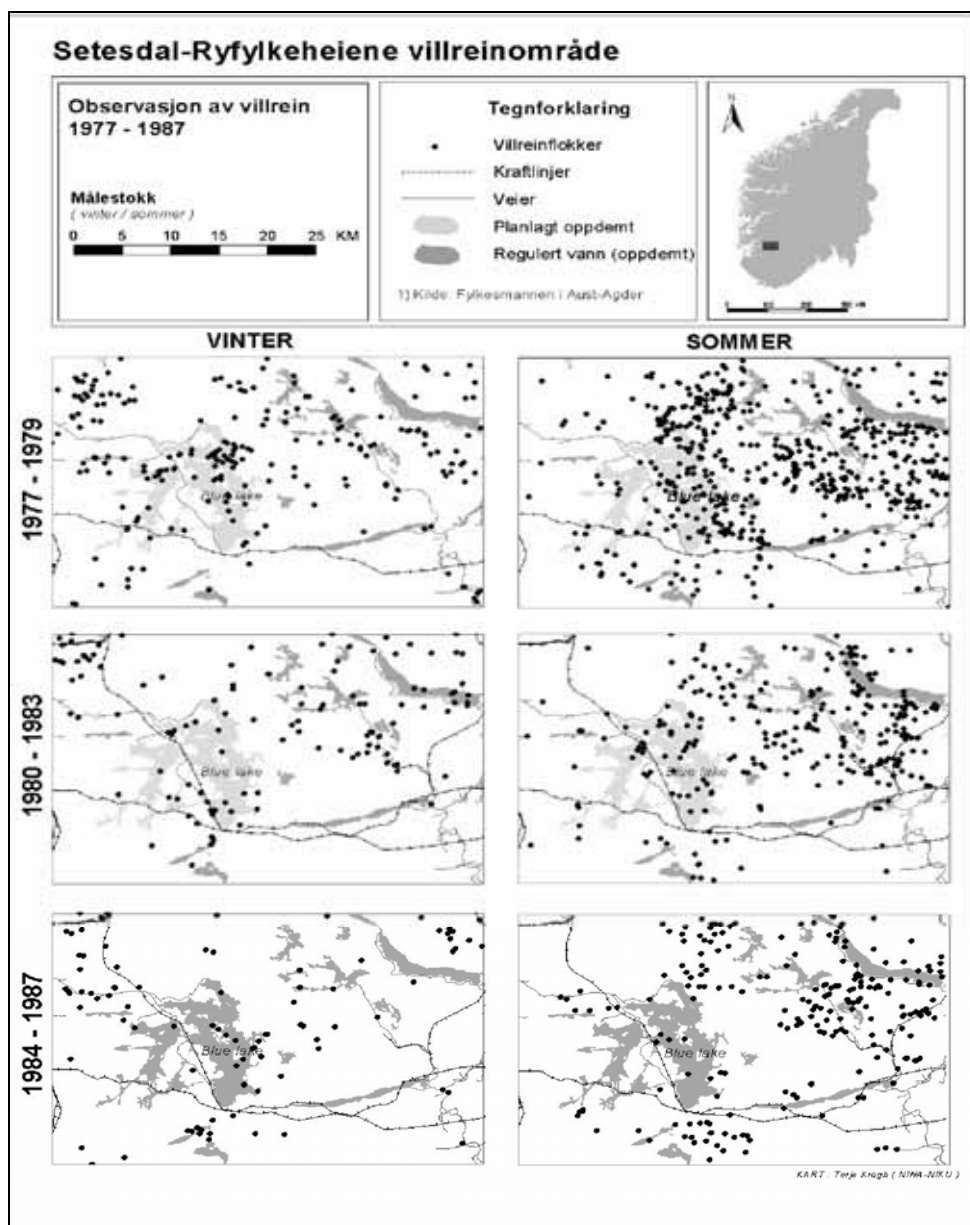 Setesdal-Ryfylkeheiene villreinområde
Observasjon av villrein
1977 - 1987
Målestokk
( vinter / sommer )
0 5 10 15 20 25 KM
Tegnforklaring
Villreinflokker
Kraftlinjer
Veier
Planlagt oppdemt
Regulert vann (oppdemt)
1) Kilde: Fylkesmannen i Aust-Agder
N
VINTER
SOMMER
1977 - 1979
Blue lake
Blue lake
1980 - 1983
Blue lake
Blue lake
1984 - 1987
Blue lake
Blue lake
KART : Terje Krogh ( NINA-NIKU )